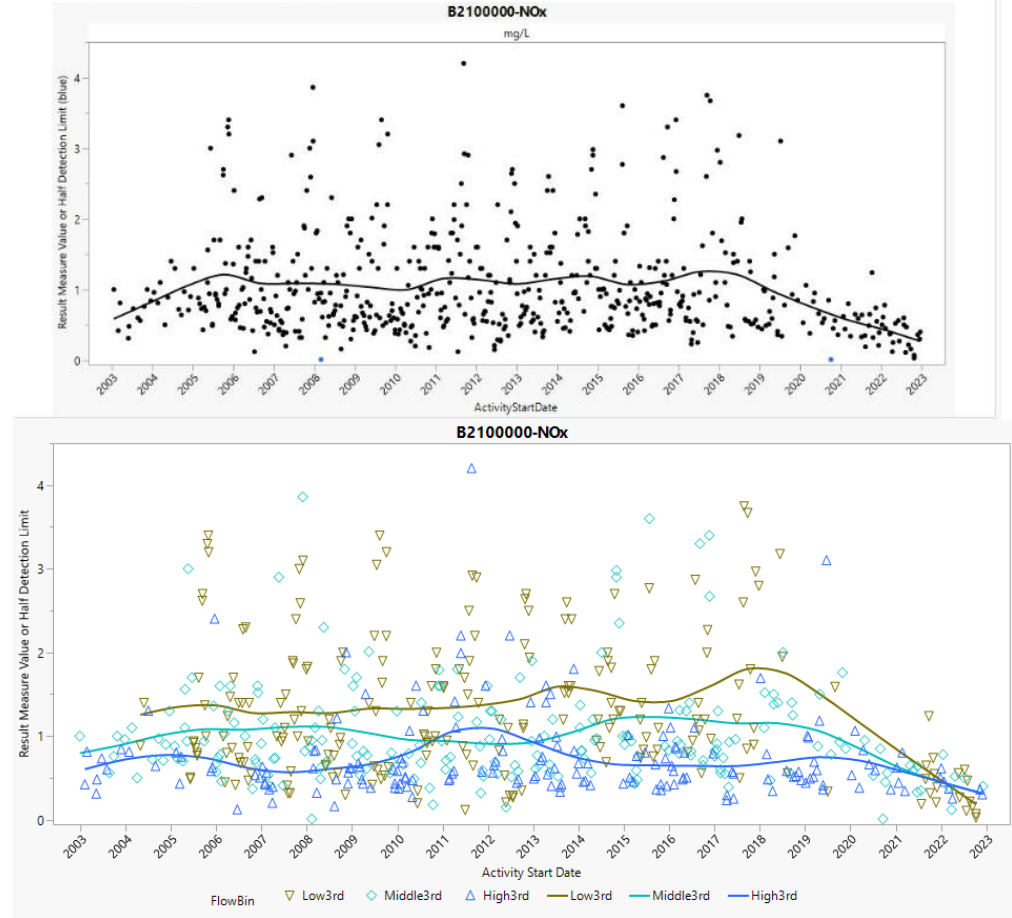 B2100000-NOx
mg/L
Result Measure Value or Half Detection Limit (blue)
4
3
2
1
0
2003 2004 2005 2006 2007 2008 2009 2010 2011 2012 2013 2014 2015 2016 2017 2018 2019 2020 2021 2022 2023
ActivityStartDate
B2100000-NOx
Result Measure Value or Half Detection Limit
4
3
2
1
0
2003 2004 2005 2006 2007 2008 2009 2010 2011 2012 2013 2014 2015 2016 2017 2018 2019 2020 2021 2022 2023
Activity Start Date
FlowBin Low3rd Middle3rd High3rd Low3rd Middle3rd High3rd